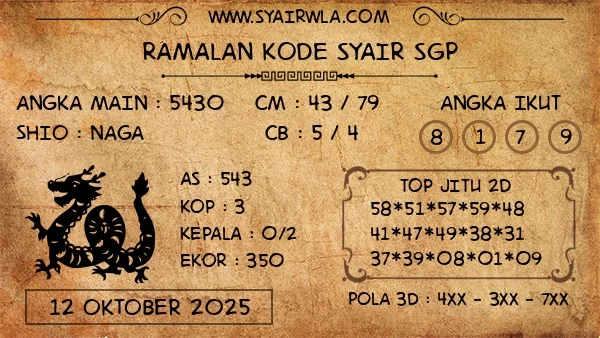 WWW.SYAIRWLA.COM
RAMALAN KODE SYAIR SGP
ANGKA MAIN : 5430
CM : 43 / 79
ANGKA IKUT
SHIO : NAGA
CB : 5 / 4
8 1 7 9
AS : 543
KOP : 3
KEPALA : 0/2
EKOR : 350
TOP JITU 2D
58*51*57*59*48
41*47*49*38*31
37*39*08*01*09
12 OKTOBER 2025
POLA 3D : 4XX - 3XX - 7XX